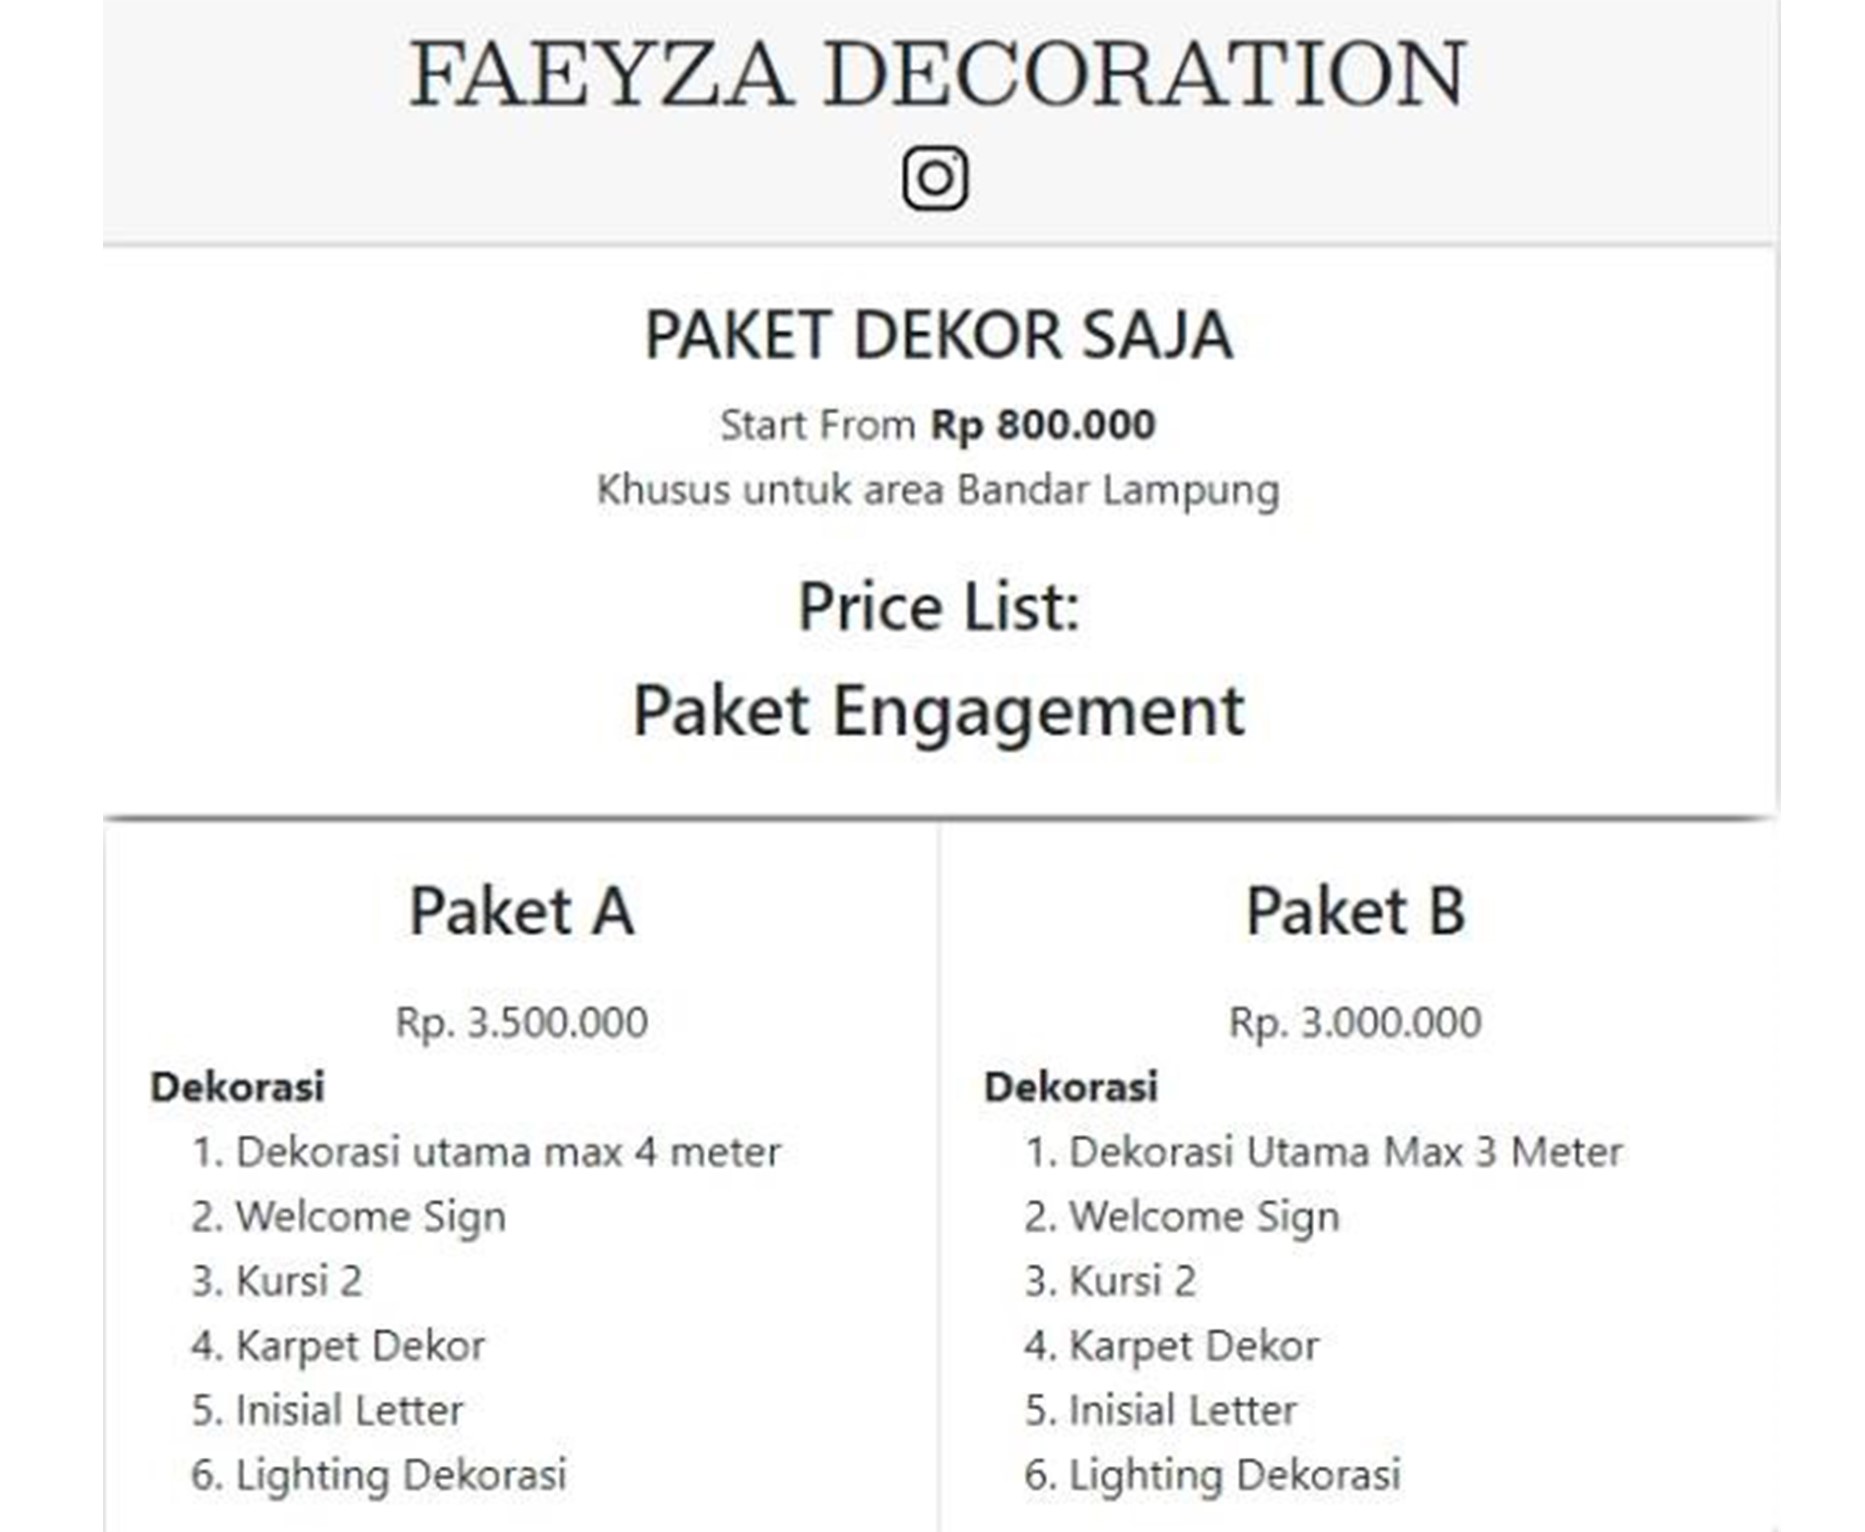 FAEYZA DECORATION
PAKET DEKOR SAJA
Start From Rp 800.000
Khusus untuk area Bandar Lampung
Price List:
Paket Engagement
Paket A
Rp. 3.500.000
Dekorasi
1. Dekorasi utama max 4 meter
2. Welcome Sign
3. Kursi 2
4. Karpet Dekor
5. Inisial Letter
6. Lighting Dekorasi
Paket B
Rp. 3.000.000
Dekorasi
1. Dekorasi Utama Max 3 Meter
2. Welcome Sign
3. Kursi 2
4. Karpet Dekor
5. Inisial Letter
6. Lighting Dekorasi